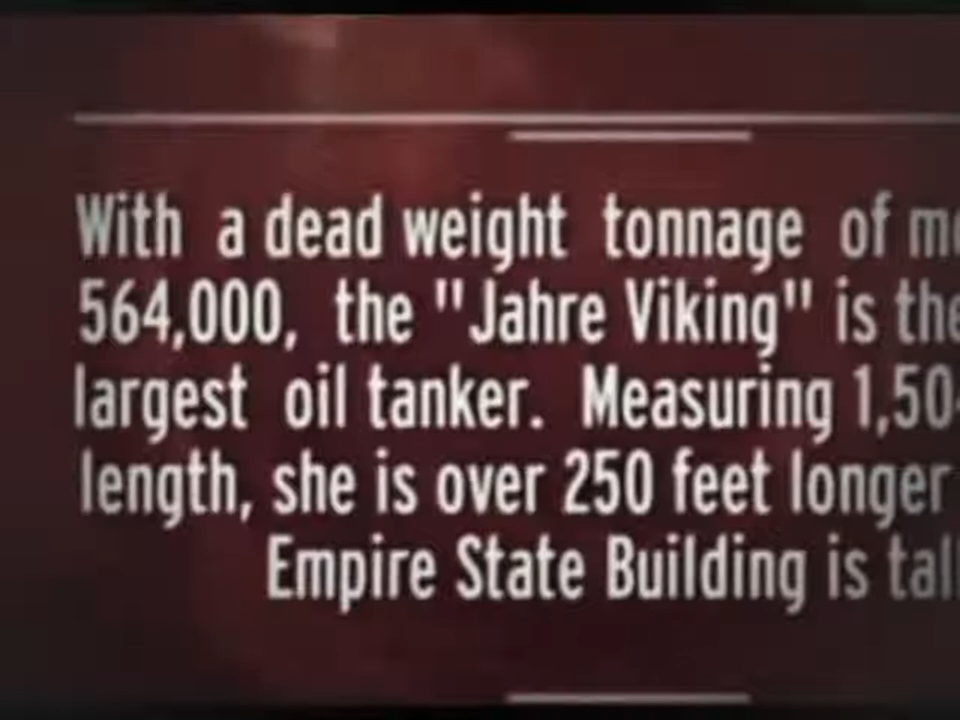 With a dead weight tonnage of
564,000, the "Jahre Viking" is the
largest oil tanker. Measuring
length, she is over 250 feet longer
Empire State Building is